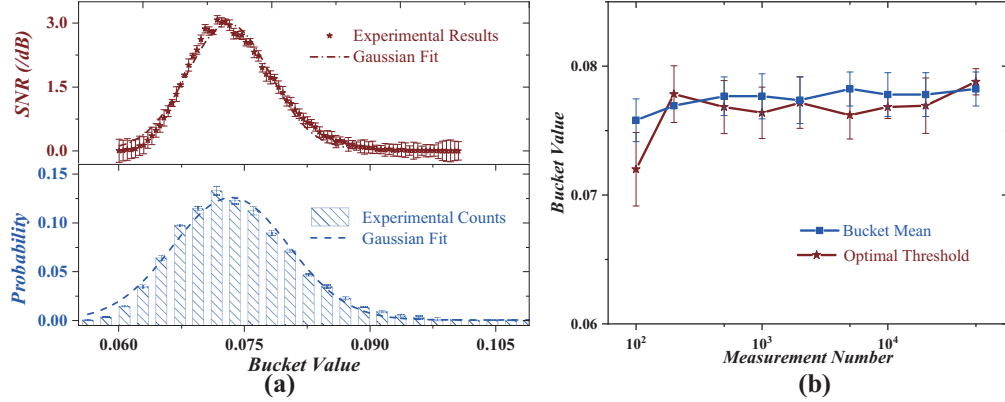 SNR (/dB)
3.0
1.5
0.0
Experimental Results
Gaussian Fit
Probability
0.15
0.10
0.05
0.00
Experimental Counts
Gaussian Fit
0.060
0.075
0.090
0.105
Bucket Value
(a)
Bucket Value
0.08
0.07
0.06
Bucket Mean
Optimal Threshold
10²
10³
10⁴
Measurement Number
(b)